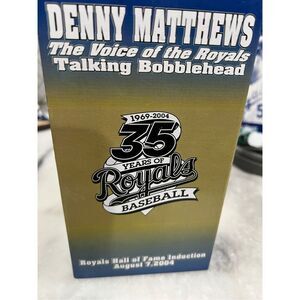 DENNY MATTHEWS
The Voice of the Royals
Talking Bobblehead
1969-2004
35
YEARS OF
Royals
BASEBALL
Royals Hall of Fame Induction
August 7, 2004